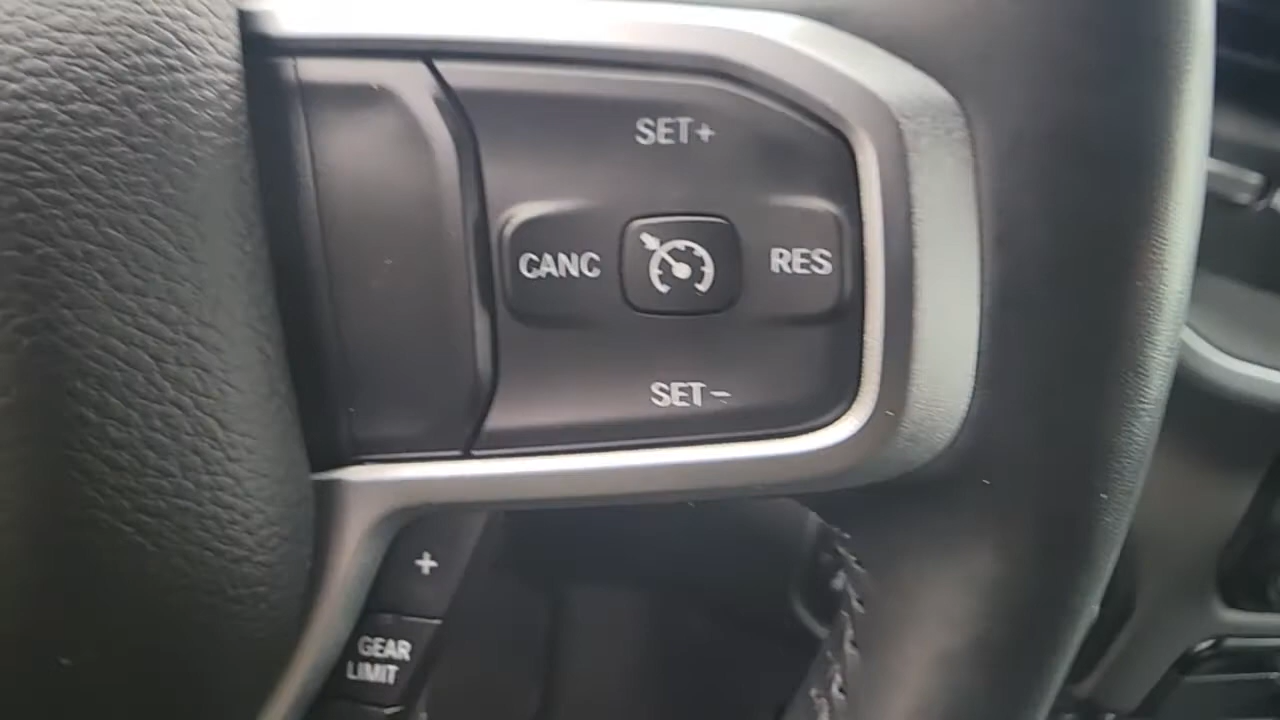 SET+
CANC
RES
SET-
+
GEAR
LIMIT